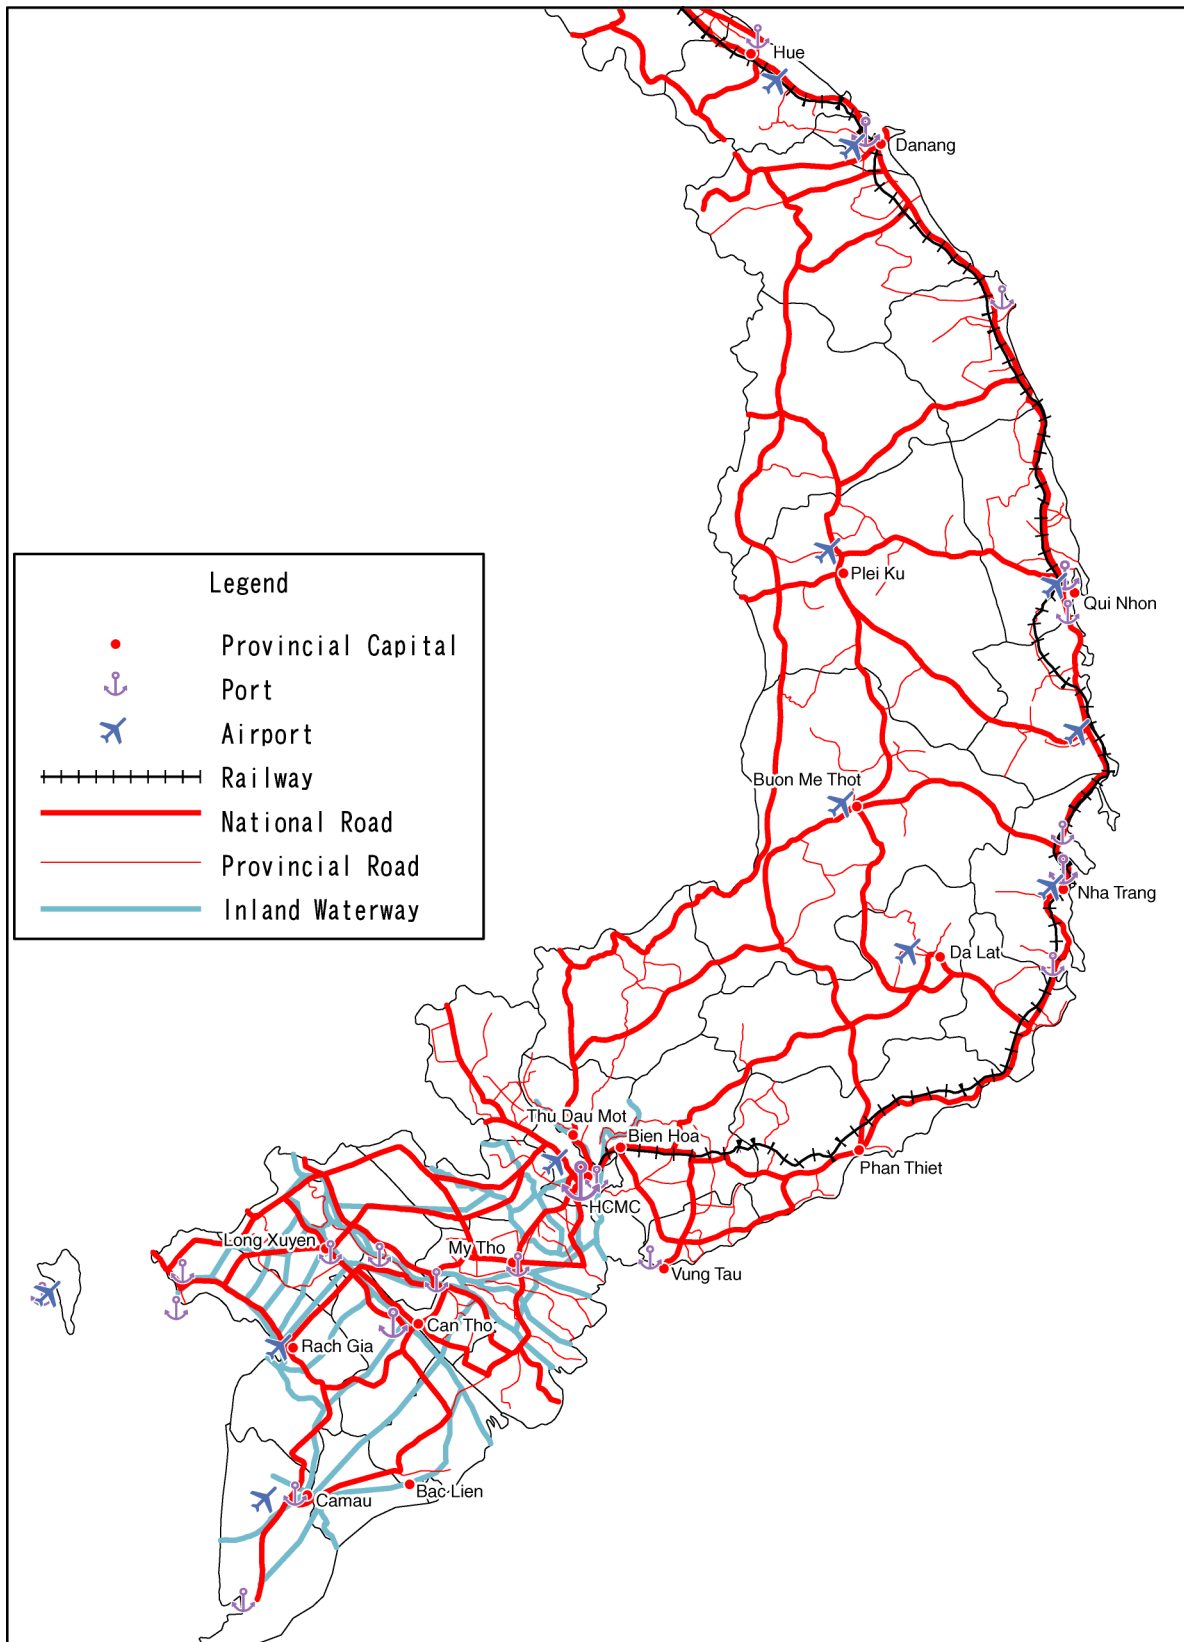 Hue
Danang
Plei Ku
Qui Nhon
Legend
Provincial Capital
Port
Airport
Railway
National Road
Provincial Road
Inland Waterway
Buon Me Thot
Nha Trang
Da Lat
Thu Dau Mot
Bien Hoa
Phan Thiet
HCMC
Long Xuyen
My Tho
Vung Tau
Can Tho
Rach Gia
Camau
Bac Lien